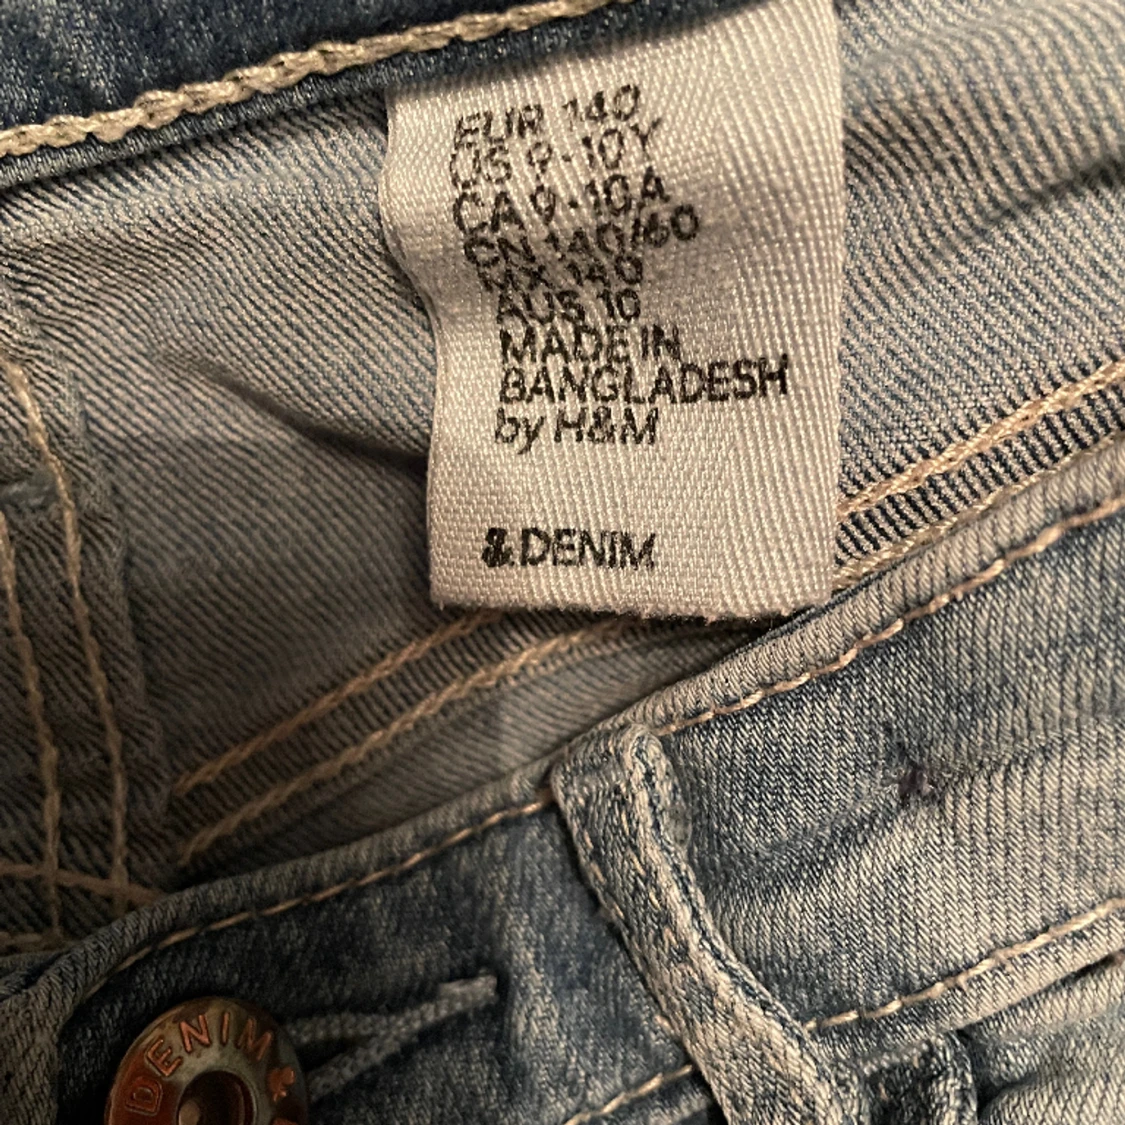 EUR 140
US 9-10Y
CA 9-10A
CN 140/60
MX 140
AUS 10
MADE IN
BANGLADESH
by H&M
&.DENIM
DENIM &